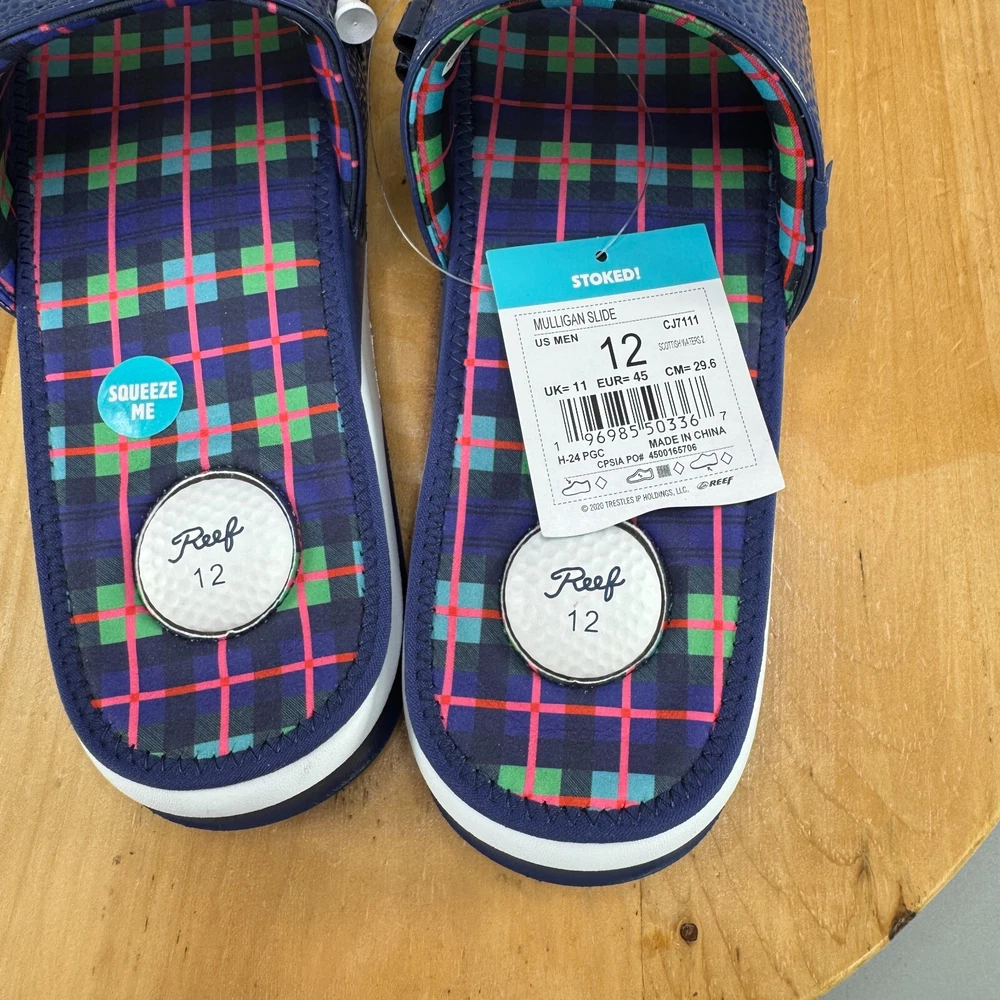 STOKED!
MULLIGAN SLIDE
CJ7111
US MEN
12
SCOTTISH WATERS 2
UK= 11 EUR= 45 CM= 29.6
1 96985 50336 7
H-24 PGC
MADE IN CHINA
CPSIA PO# 4500165706
© 2020 TRESTLES IP HOLDINGS, LLC.
REEF
SQUEEZE
ME
Reef
12
Reef
12